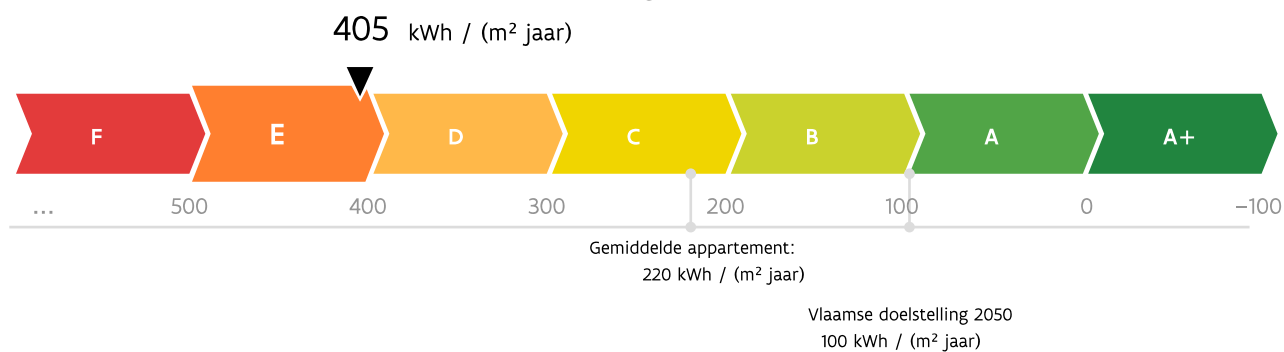 405 kWh / (m² jaar)
F E D C B A A+
... 500 400 300 200 100 0 −100
Gemiddelde appartement:
220 kWh / (m² jaar)
Vlaamse doelstelling 2050
100 kWh / (m² jaar)